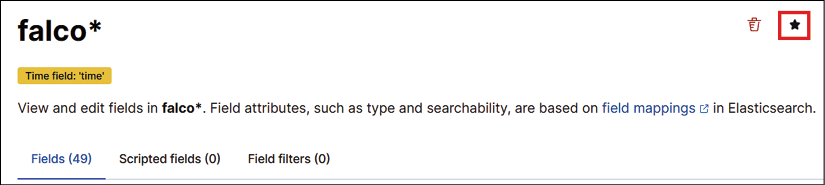 falco*
Time field: 'time'
View and edit fields in falco*. Field attributes, such as type and searchability, are based on field mappings in Elasticsearch.
Fields (49) Scripted fields (0) Field filters (0)